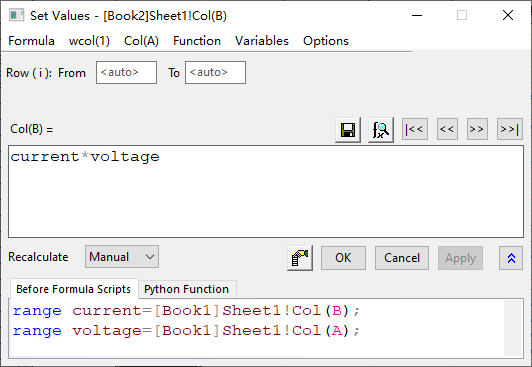 Set Values - [Book2]Sheet1!Col(B)
Formula wcol(1) Col(A) Function Variables Options
Row ( i ): From <auto> To <auto>
Col(B) = |<< << >> >>|
current*voltage
Recalculate Manual OK Cancel Apply
Before Formula Scripts Python Function
range current=[Book1]Sheet1!Col(B);
range voltage=[Book1]Sheet1!Col(A);